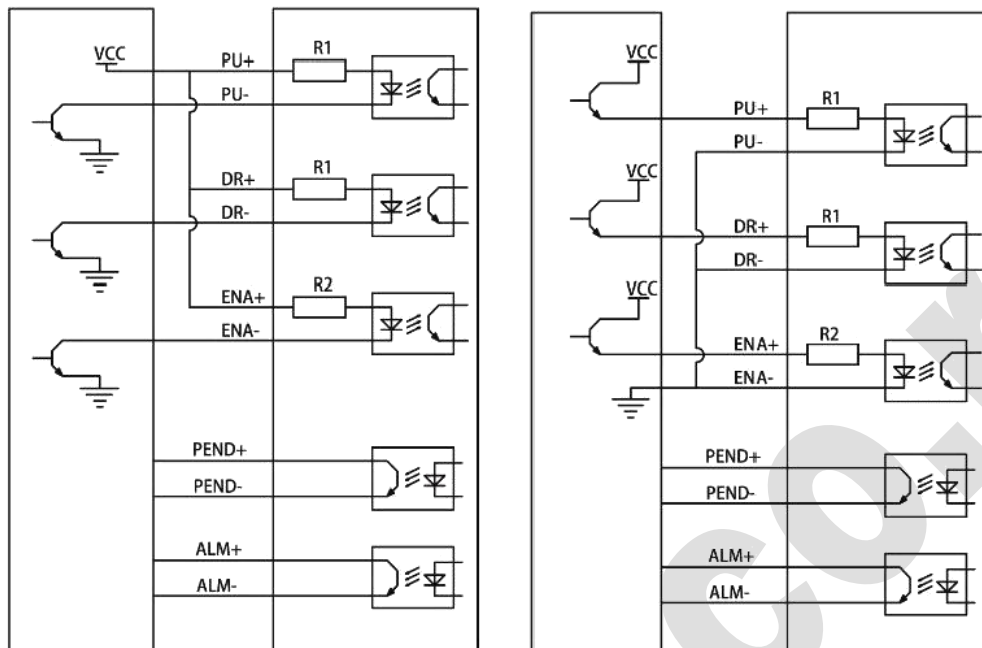 VCC
PU+
R1
PU-
DR+
R1
DR-
ENA+
R2
ENA-
PEND+
PEND-
ALM+
ALM-
VCC
PU+
R1
PU-
VCC
DR+
R1
DR-
VCC
ENA+
R2
ENA-
PEND+
PEND-
ALM+
ALM-